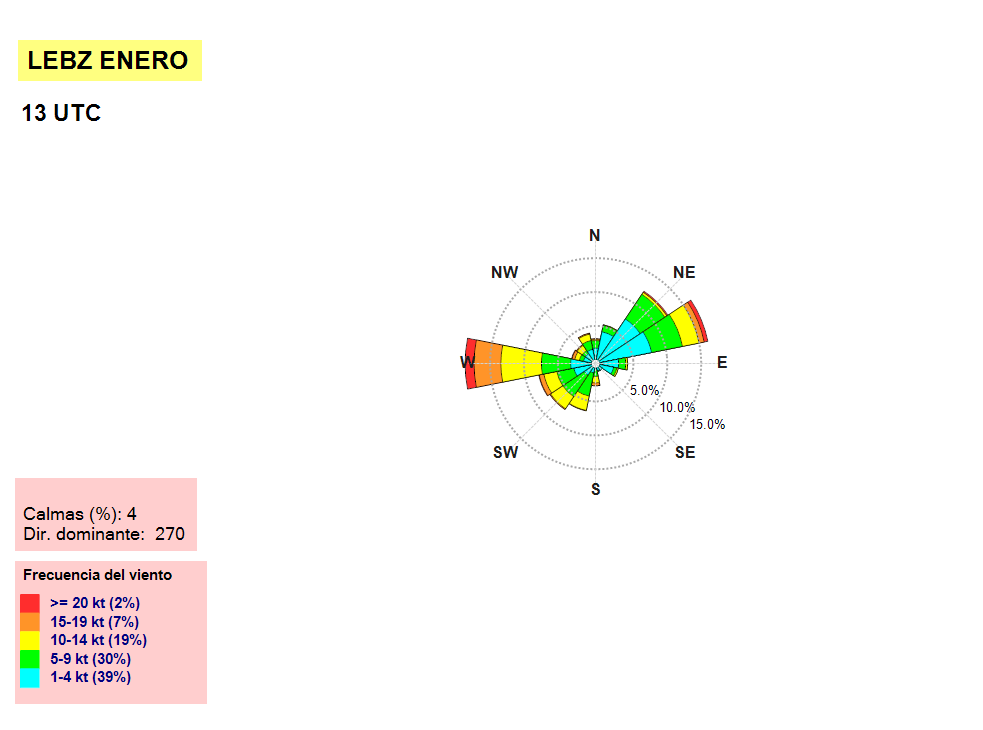 LEBZ ENERO
13 UTC
N
NW
NE
W
E
5.0%
10.0%
15.0%
SW
SE
S
Calmas (%): 4
Dir. dominante: 270
Frecuencia del viento
>= 20 kt (2%)
15-19 kt (7%)
10-14 kt (19%)
5-9 kt (30%)
1-4 kt (39%)